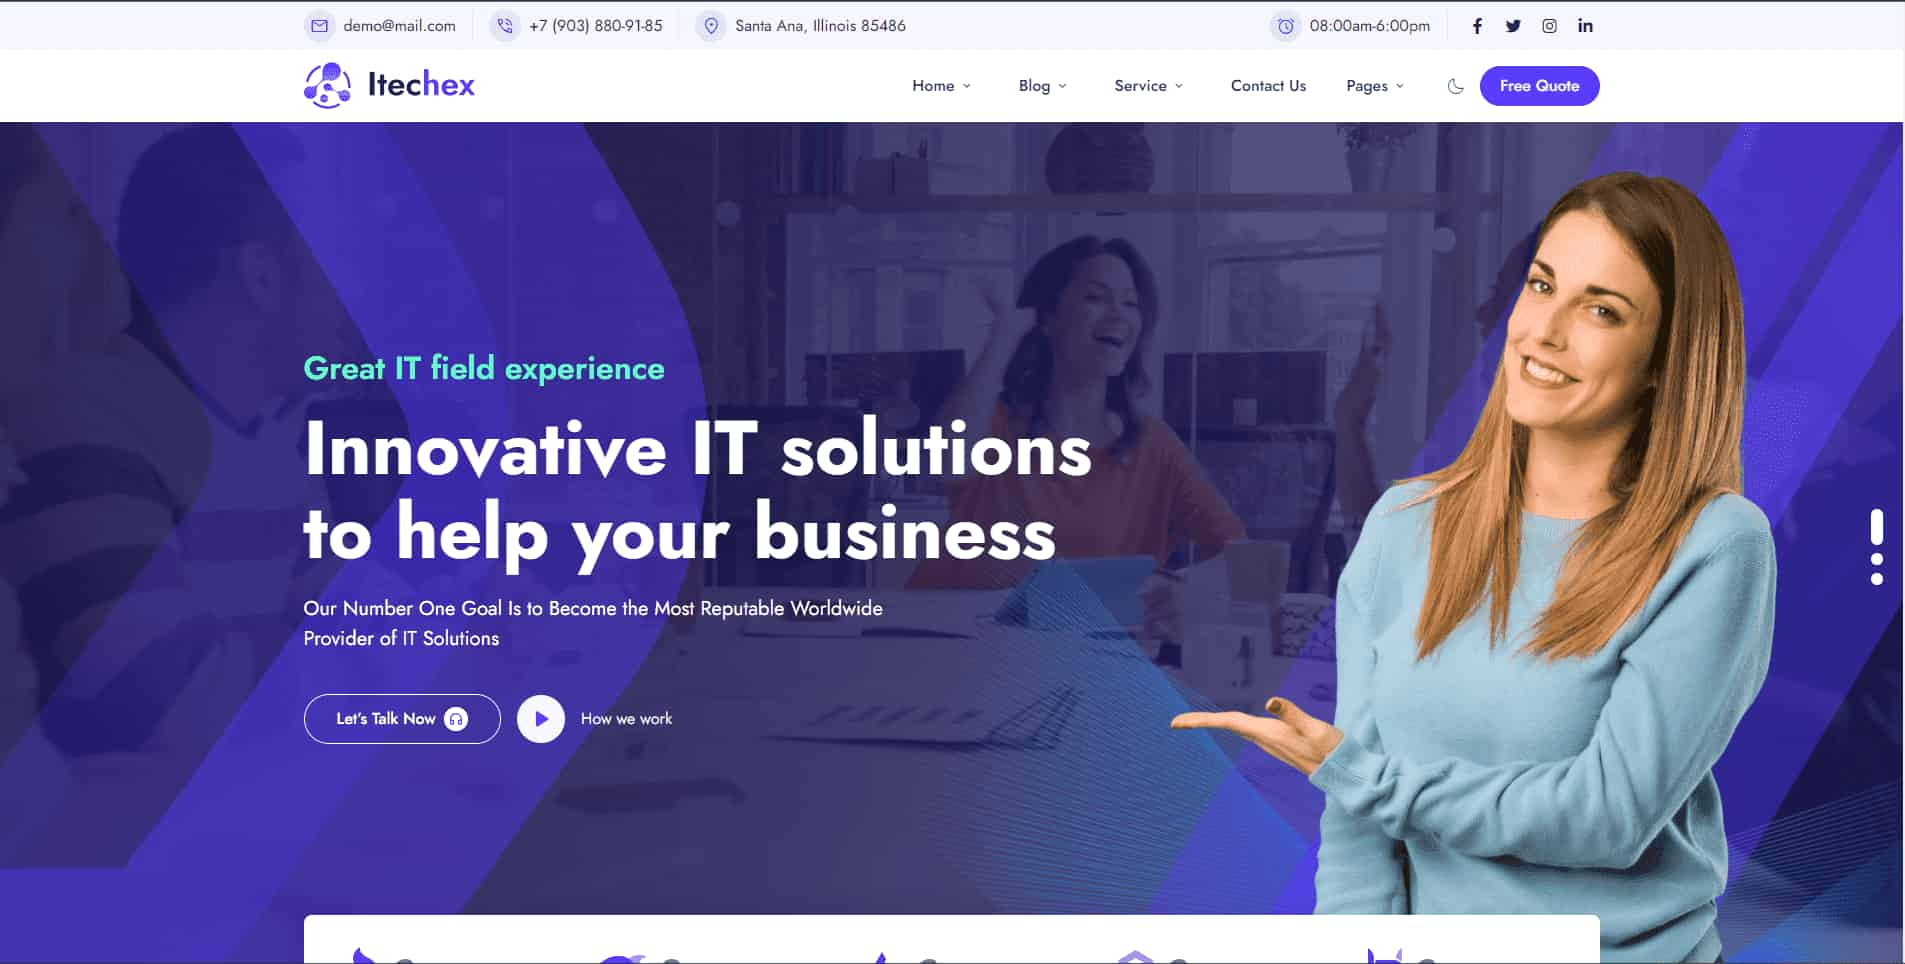 demo@mail.com
+7 (903) 880-91-85
Santa Ana, Illinois 85486
08:00am-6:00pm
Itechex
Home
Blog
Service
Contact Us
Pages
Free Quote
Great IT field experience
Innovative IT solutions
to help your business
Our Number One Goal Is to Become the Most Reputable Worldwide
Provider of IT Solutions
Let's Talk Now
How we work